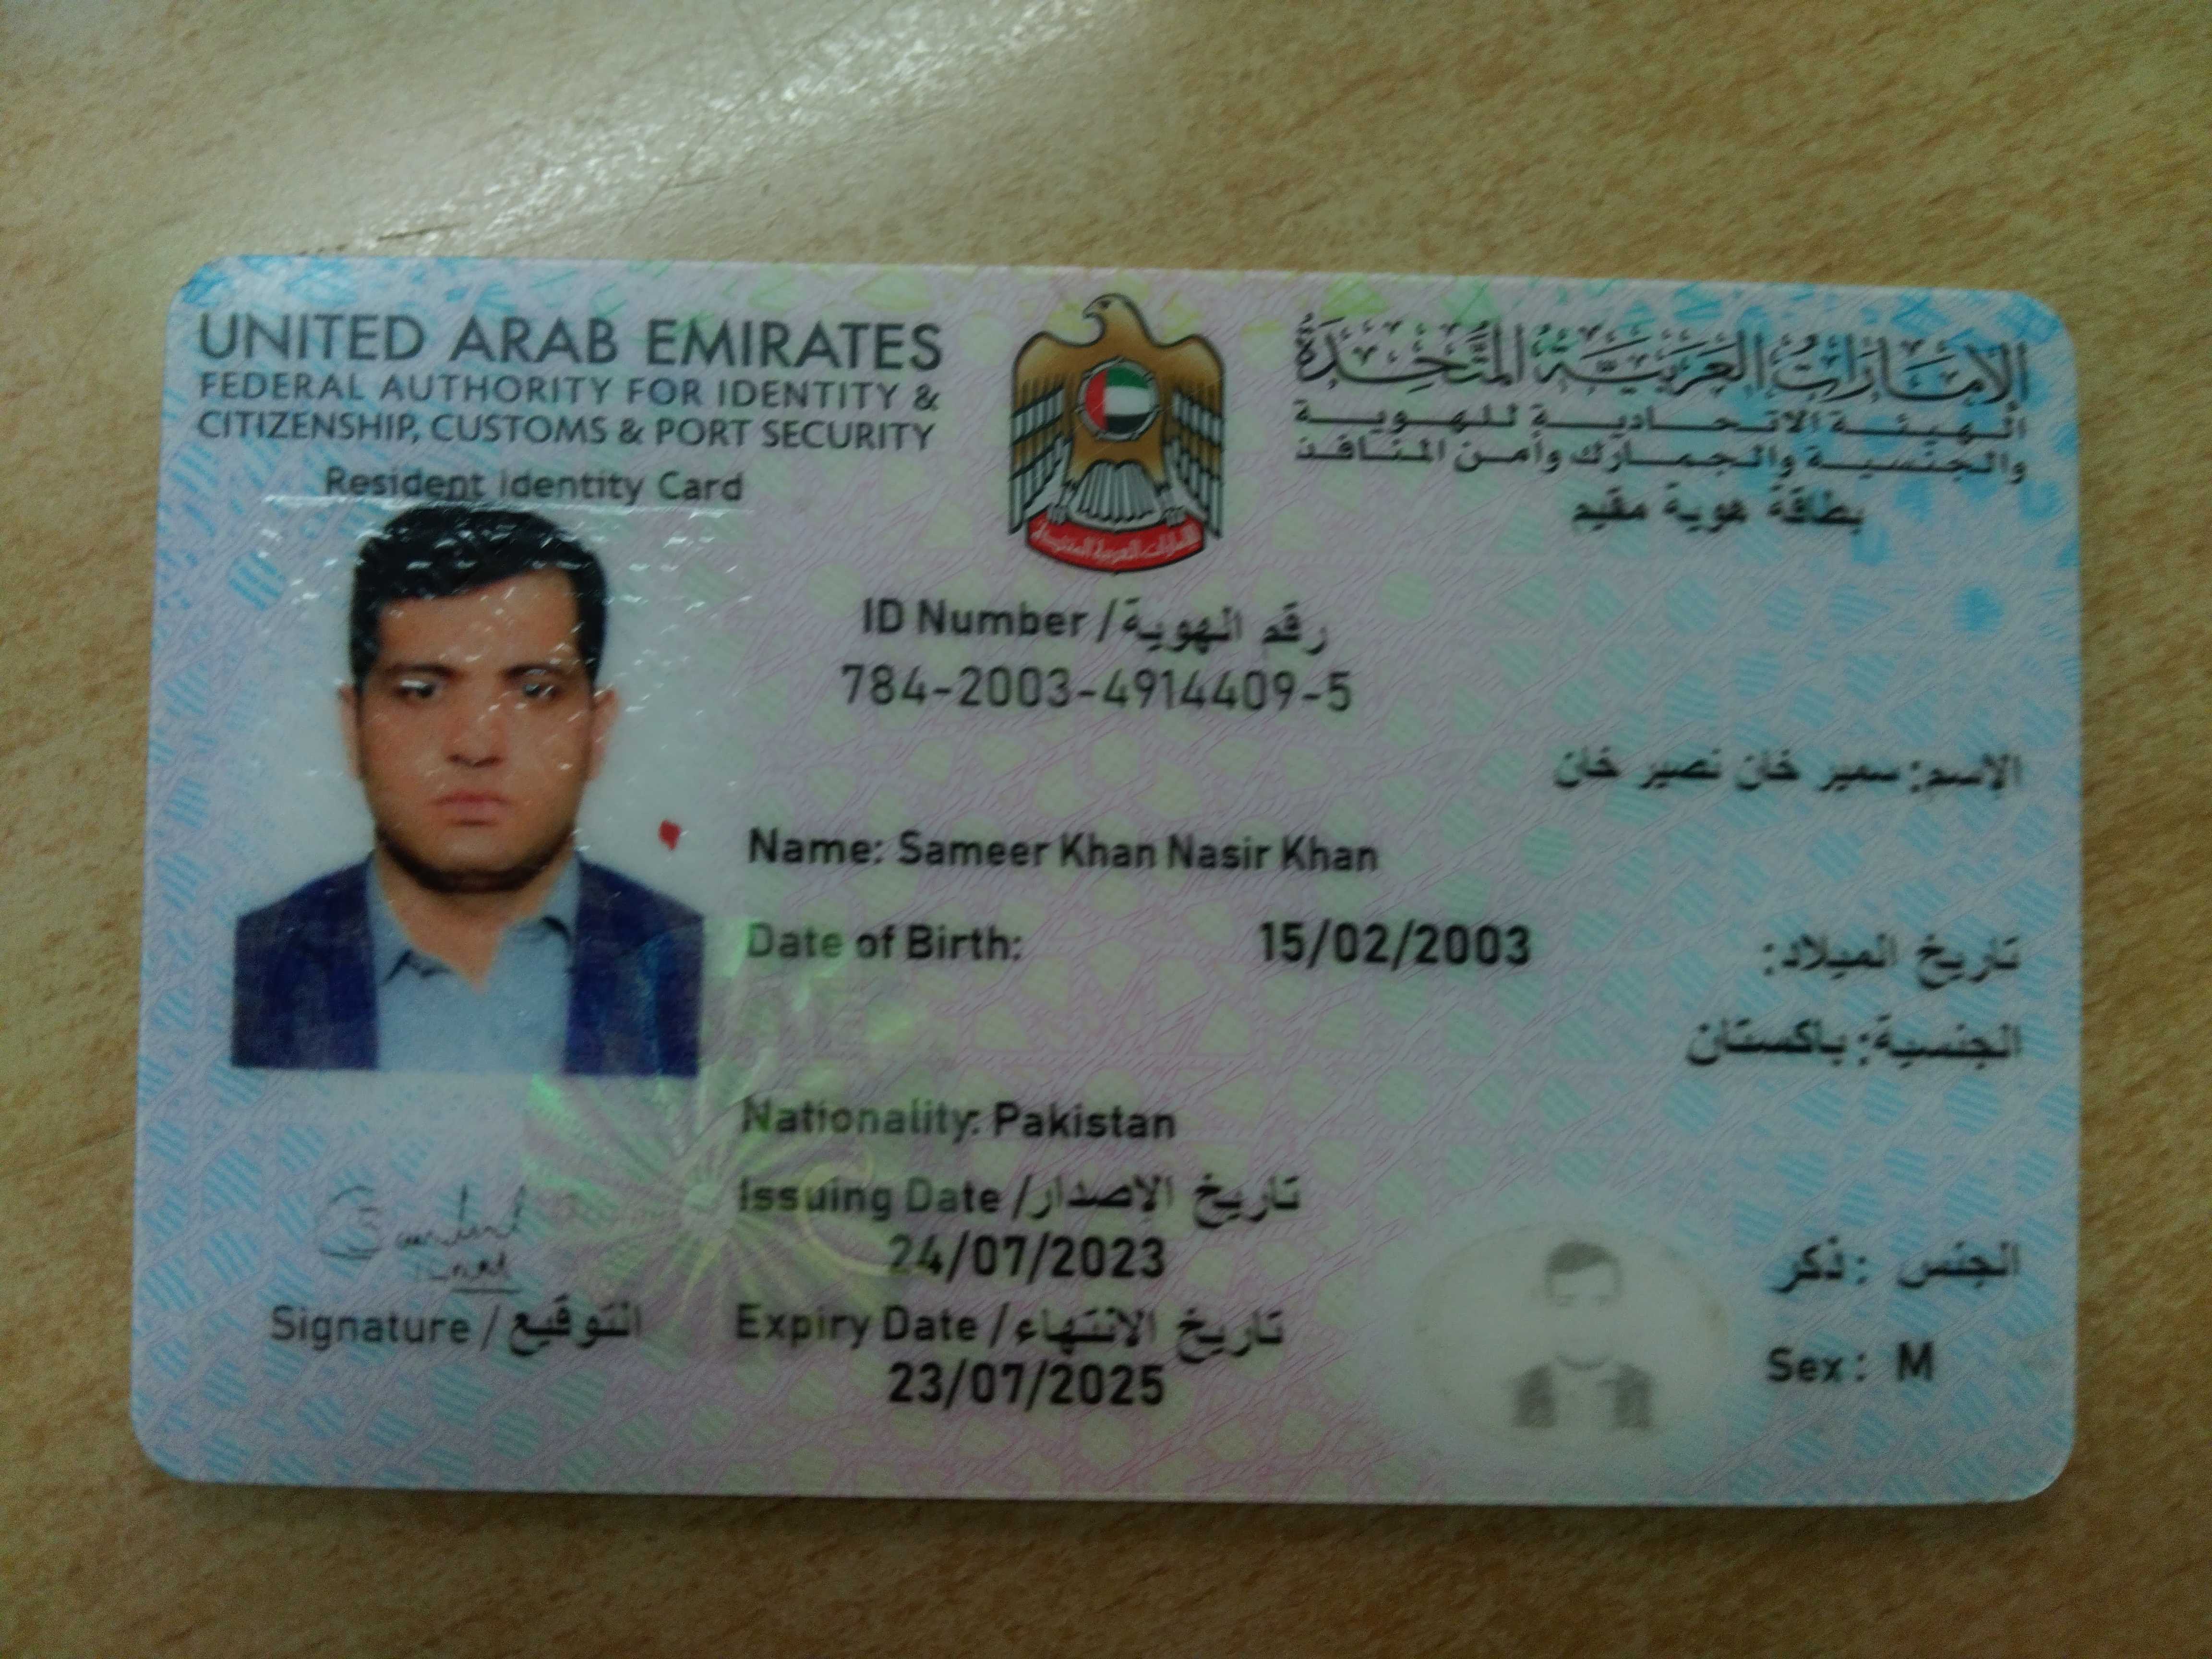 UNITED ARAB EMIRATES
FEDERAL AUTHORITY FOR IDENTITY &
CITIZENSHIP, CUSTOMS & PORT SECURITY
Resident Identity Card
الإمارات العربية المتحدة
الهيئة الاتحادية للهوية
والجنسية والجمارك وأمن المنافذ
بطاقة هوية مقيم
الإمارات العربية المتحدة
ID Number / رقم الهوية
784-2003-4914409-5
الاسم: سمير خان نصير خان
Name: Sameer Khan Nasir Khan
Date of Birth: 15/02/2003 تاريخ الميلاد:
الجنسية: باكستان
Nationality: Pakistan
Issuing Date / تاريخ الإصدار
24/07/2023
Expiry Date / تاريخ الانتهاء
23/07/2025
Signature / التوقيع
الجنس : ذكر
Sex : M